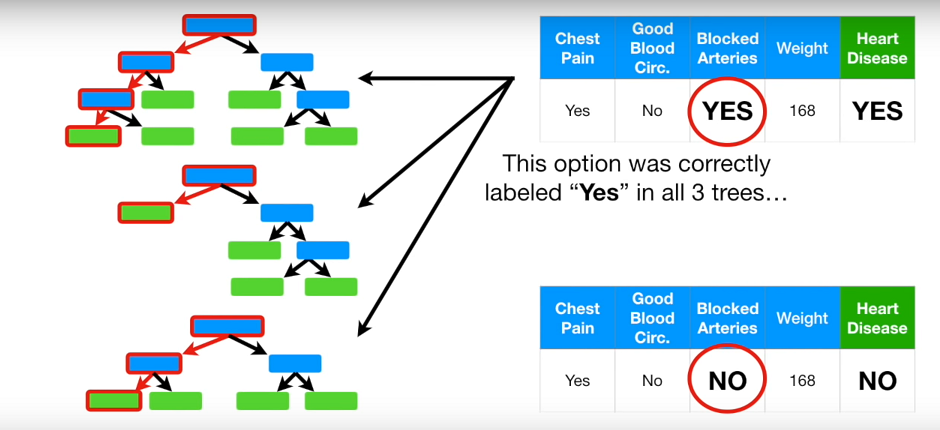 Chest Pain
Good Blood Circ.
Blocked Arteries
Weight
Heart Disease
Yes
No
YES
168
YES
This option was correctly
labeled “Yes” in all 3 trees…
Chest Pain
Good Blood Circ.
Blocked Arteries
Weight
Heart Disease
Yes
No
NO
168
NO